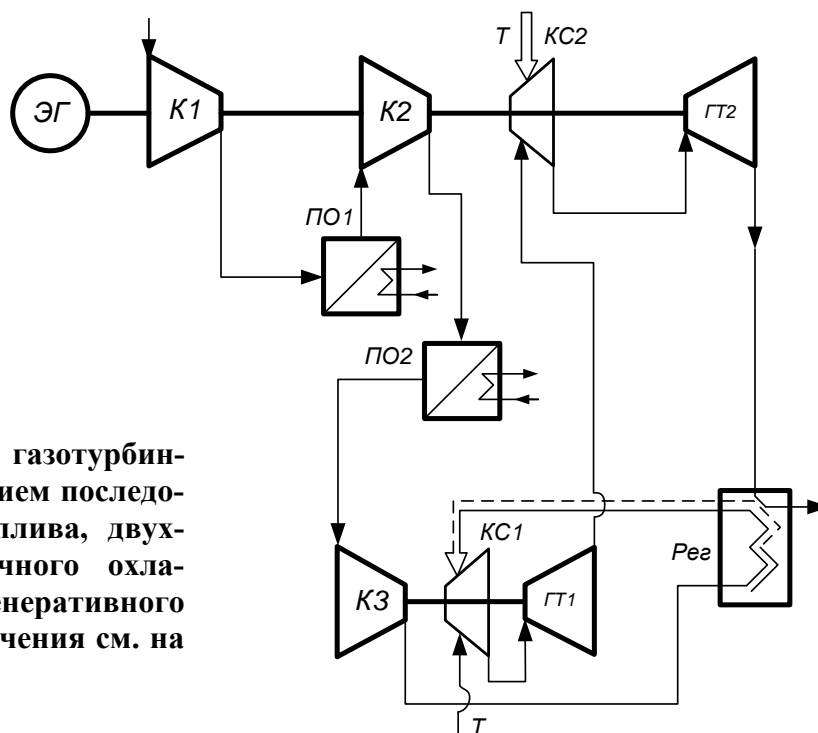 Т КС2
ЭГ К1 К2 ГТ2
ПО1
ПО2
газотурбин-
ием последо-
плива, двух-
чного охла-
енеративного
чения см. на
КС1
Рег
К3 ГТ1
Т